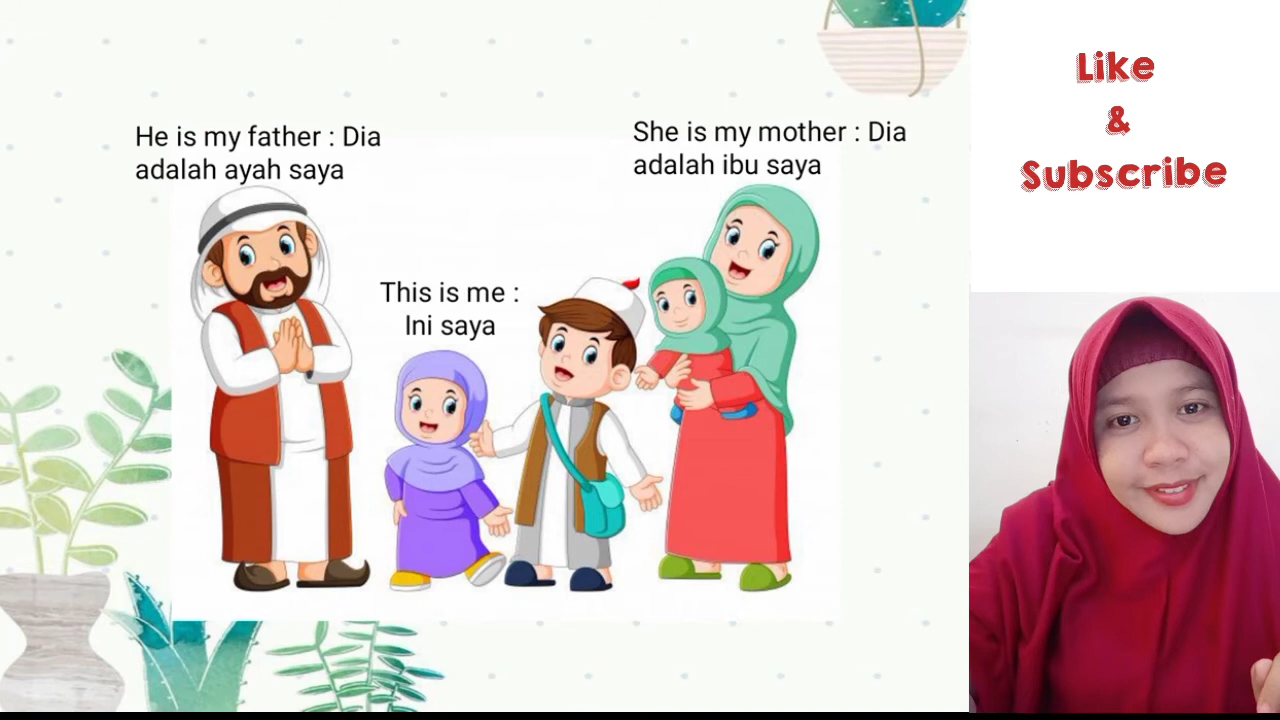 He is my father : Dia
adalah ayah saya
She is my mother : Dia
adalah ibu saya
This is me :
Ini saya
Like
&
Subscribe